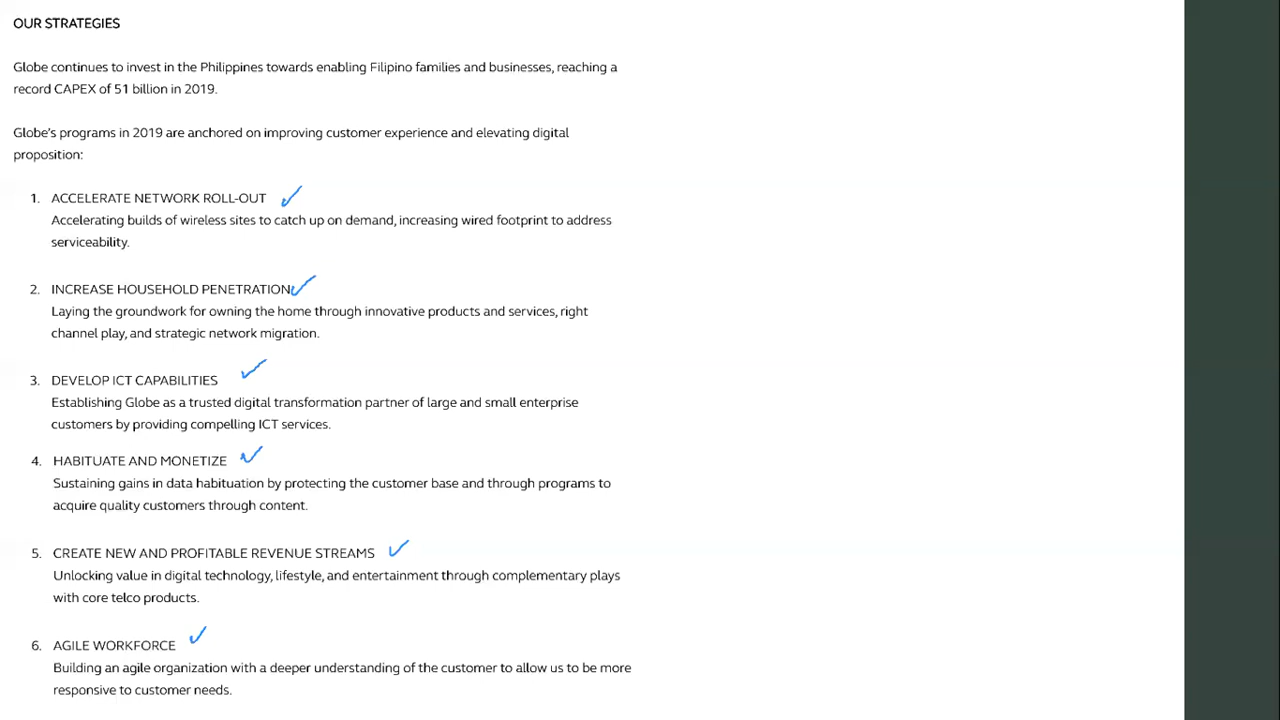 OUR STRATEGIES
Globe continues to invest in the Philippines towards enabling Filipino families and businesses, reaching a
record CAPEX of 51 billion in 2019.
Globe's programs in 2019 are anchored on improving customer experience and elevating digital
proposition:
1. ACCELERATE NETWORK ROLL-OUT
Accelerating builds of wireless sites to catch up on demand, increasing wired footprint to address
serviceability.
2. INCREASE HOUSEHOLD PENETRATION
Laying the groundwork for owning the home through innovative products and services, right
channel play, and strategic network migration.
3. DEVELOP ICT CAPABILITIES
Establishing Globe as a trusted digital transformation partner of large and small enterprise
customers by providing compelling ICT services.
4. HABITUATE AND MONETIZE
Sustaining gains in data habituation by protecting the customer base and through programs to
acquire quality customers through content.
5. CREATE NEW AND PROFITABLE REVENUE STREAMS
Unlocking value in digital technology, lifestyle, and entertainment through complementary plays
with core telco products.
6. AGILE WORKFORCE
Building an agile organization with a deeper understanding of the customer to allow us to be more
responsive to customer needs.